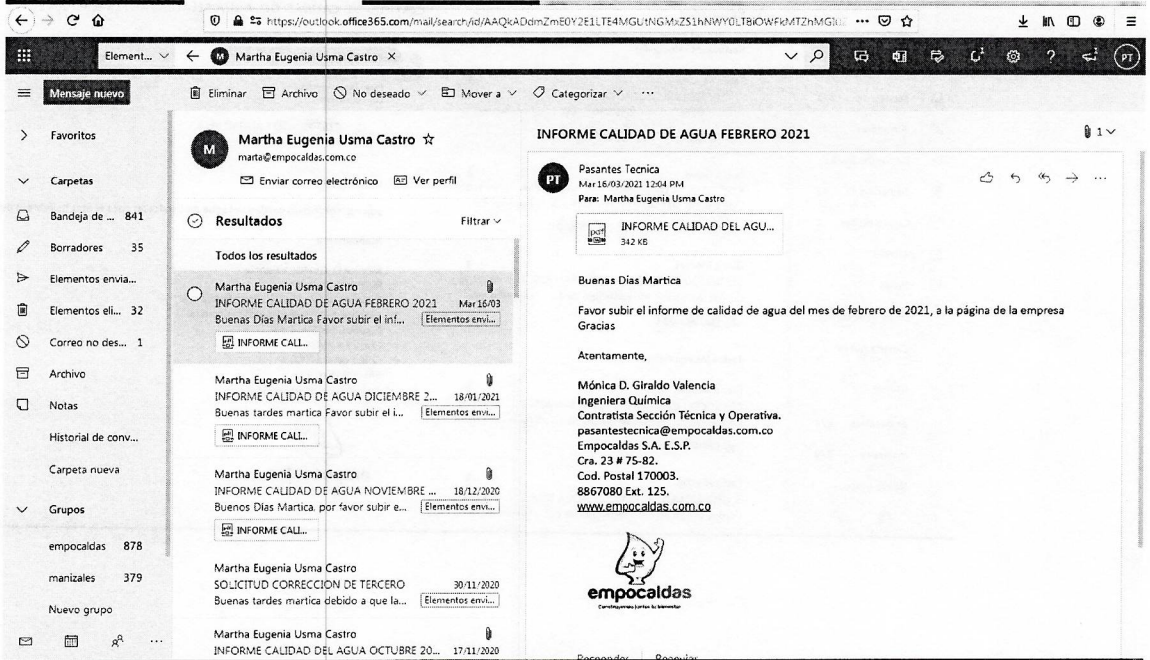 https://outlook.office365.com/mail/search/id/
Element...
M Martha Eugenia Usma Castro ×
1
?
1
PT
Mensaje nuevo
Eliminar Archivo No deseado Mover a Categorizar ...
Favoritos
Carpetas
Bandeja de ... 841
Borradores 35
Elementos envia...
Elementos eli... 32
Correo no des... 1
Archivo
Notas
Historial de conv...
Carpeta nueva
Grupos
empocaldas 878
manizales 379
Nuevo grupo
M
Martha Eugenia Usma Castro
marta@empocaldas.com.co
Enviar correo electrónico Ver perfil
Resultados Filtrar
Todos los resultados
Martha Eugenia Usma Castro
INFORME CALIDAD DE AGUA FEBRERO 2021 Mar 16/03
Buenas Días Martica Favor subir el inf... Elementos envi...
INFORME CALI...
Martha Eugenia Usma Castro
INFORME CALIDAD DE AGUA DICIEMBRE 2... 18/01/2021
Buenas tardes martica Favor subir el i... Elementos envi...
INFORME CALI...
Martha Eugenia Usma Castro
INFORME CALIDAD DE AGUA NOVIEMBRE ... 18/12/2020
Buenos Días Martica, por favor subir e... Elementos envi...
INFORME CALI...
Martha Eugenia Usma Castro
SOLICITUD CORRECCION DE TERCERO 30/11/2020
Buenas tardes martica debido a que la... Elementos envi...
Martha Eugenia Usma Castro
INFORME CALIDAD DEL AGUA OCTUBRE 20... 17/11/2020
INFORME CALIDAD DE AGUA FEBRERO 2021
1
PT
Pasantes Tecnica
Mar 16/03/2021 12:04 PM
Para: Martha Eugenia Usma Castro
pdf
INFORME CALIDAD DEL AGU...
342 KB
Buenas Días Martica
Favor subir el informe de calidad de agua del mes de febrero de 2021, a la página de la empresa
Gracias
Atentamente,
Mónica D. Giraldo Valencia
Ingeniera Química
Contratista Sección Técnica y Operativa.
pasantestecnica@empocaldas.com.co
Empocaldas S.A. E.S.P.
Cra. 23 # 75-82.
Cod. Postal 170003.
8867080 Ext. 125.
www.empocaldas.com.co
empocaldas
Responder Reenviar